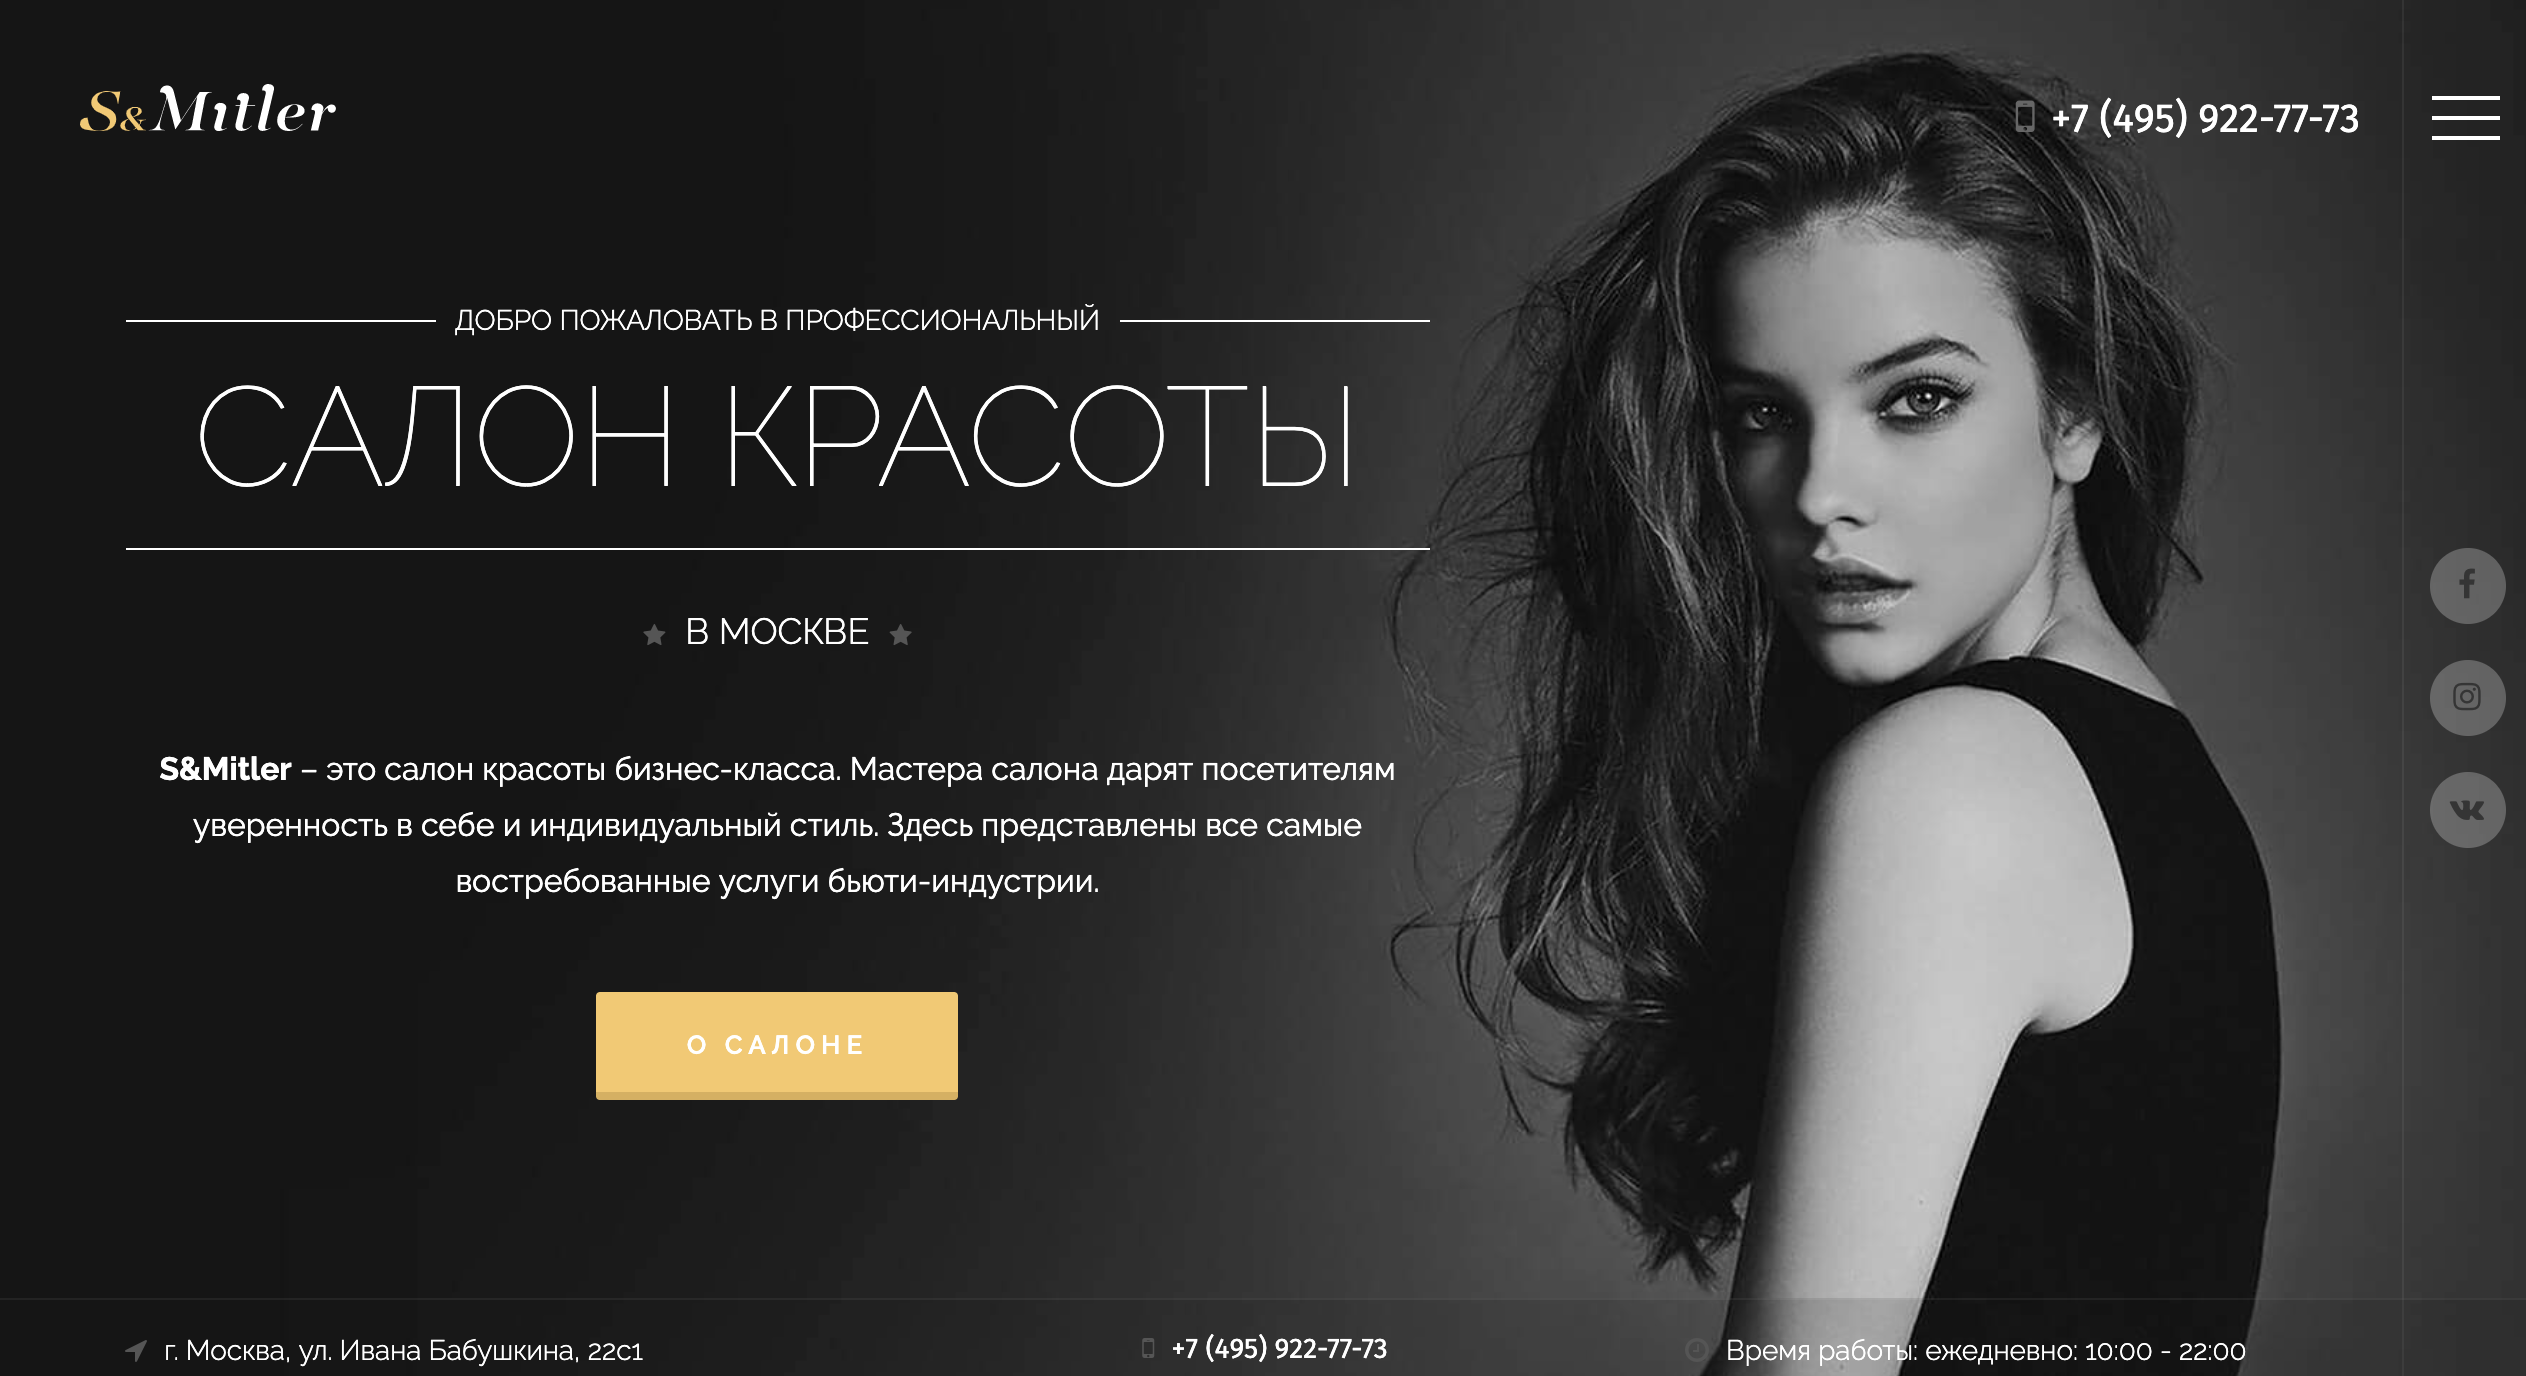 S&Mitler
+7 (495) 922-77-73
ДОБРО ПОЖАЛОВАТЬ В ПРОФЕССИОНАЛЬНЫЙ
САЛОН КРАСОТЫ
В МОСКВЕ
S&Mitler – это салон красоты бизнес-класса. Мастера салона дарят посетителям
уверенность в себе и индивидуальный стиль. Здесь представлены все самые
востребованные услуги бьюти-индустрии.
О САЛОНЕ
г. Москва, ул. Ивана Бабушкина, 22с1
+7 (495) 922-77-73
Время работы: ежедневно: 10:00 - 22:00